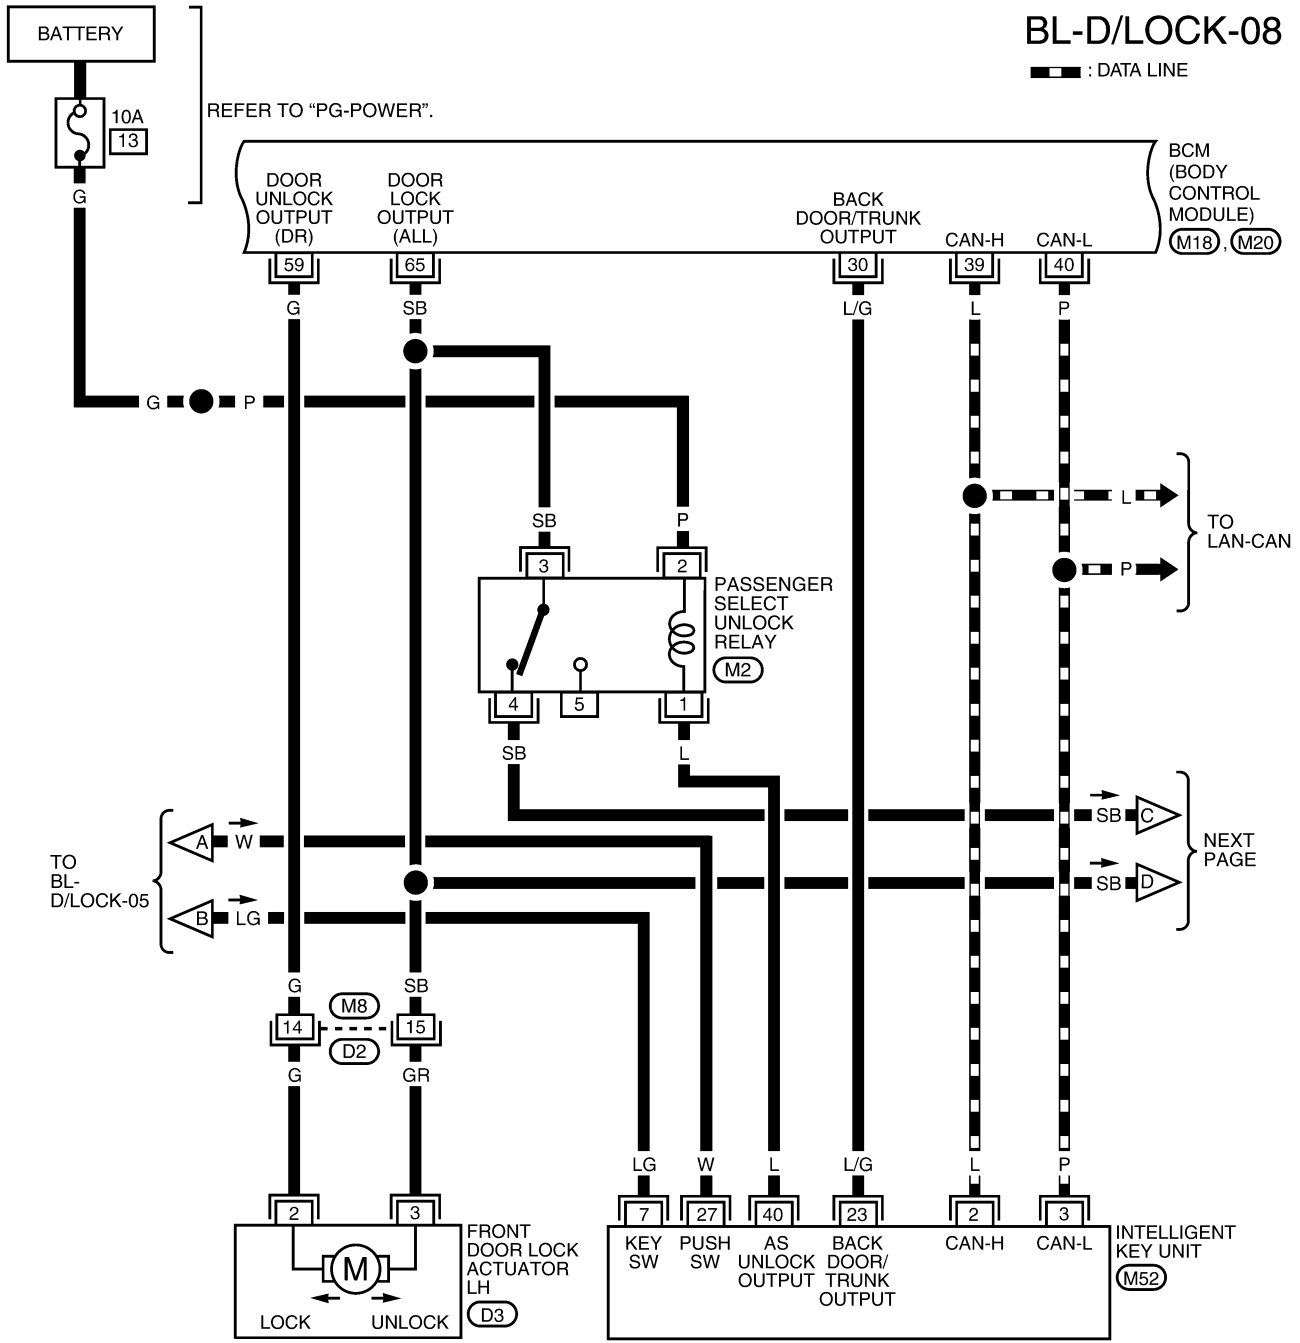 BATTERY
BL-D/LOCK-08
: DATA LINE
10A
13
REFER TO “PG-POWER”.
G
BCM
(BODY
CONTROL
MODULE)
M18 , M20
DOOR
UNLOCK
OUTPUT
(DR)
DOOR
LOCK
OUTPUT
(ALL)
BACK
DOOR/TRUNK
OUTPUT
CAN-H
CAN-L
59
65
30
39
40
G
SB
L/G
L
P
G
P
L
P
TO
LAN-CAN
SB
P
3
2
PASSENGER
SELECT
UNLOCK
RELAY
M2
4
5
1
SB
L
SB
C
SB
D
NEXT
PAGE
TO
BL-
D/LOCK-05
A
W
B
LG
G
SB
M8
14
15
D2
G
GR
LG
W
L
L/G
L
P
2
3
FRONT
DOOR LOCK
ACTUATOR
LH
D3
M
LOCK
UNLOCK
7
27
40
23
2
3
KEY
SW
PUSH
SW
AS
UNLOCK
OUTPUT
BACK
DOOR/
TRUNK
OUTPUT
CAN-H
CAN-L
INTELLIGENT
KEY UNIT
M52